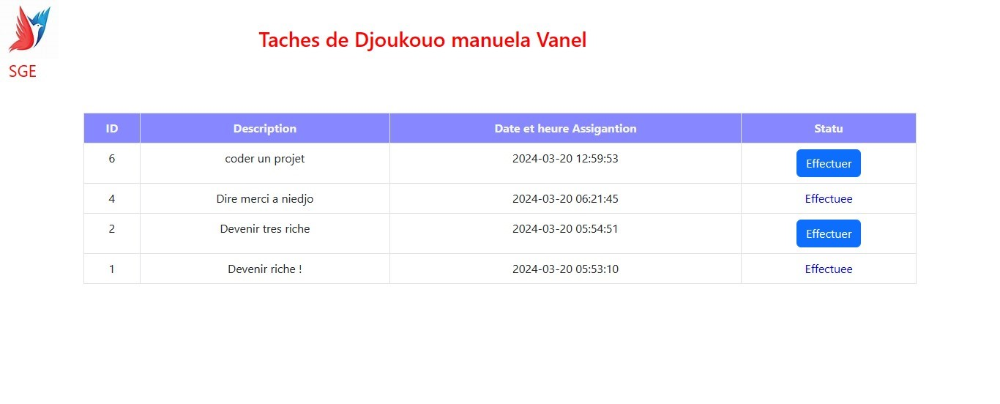 Taches de Djoukouo manuela Vanel
SGE
ID Description Date et heure Assigantion Statu
6 coder un projet 2024-03-20 12:59:53 Effectuer
4 Dire merci a niedjo 2024-03-20 06:21:45 Effectuee
2 Devenir tres riche 2024-03-20 05:54:51 Effectuer
1 Devenir riche ! 2024-03-20 05:53:10 Effectuee